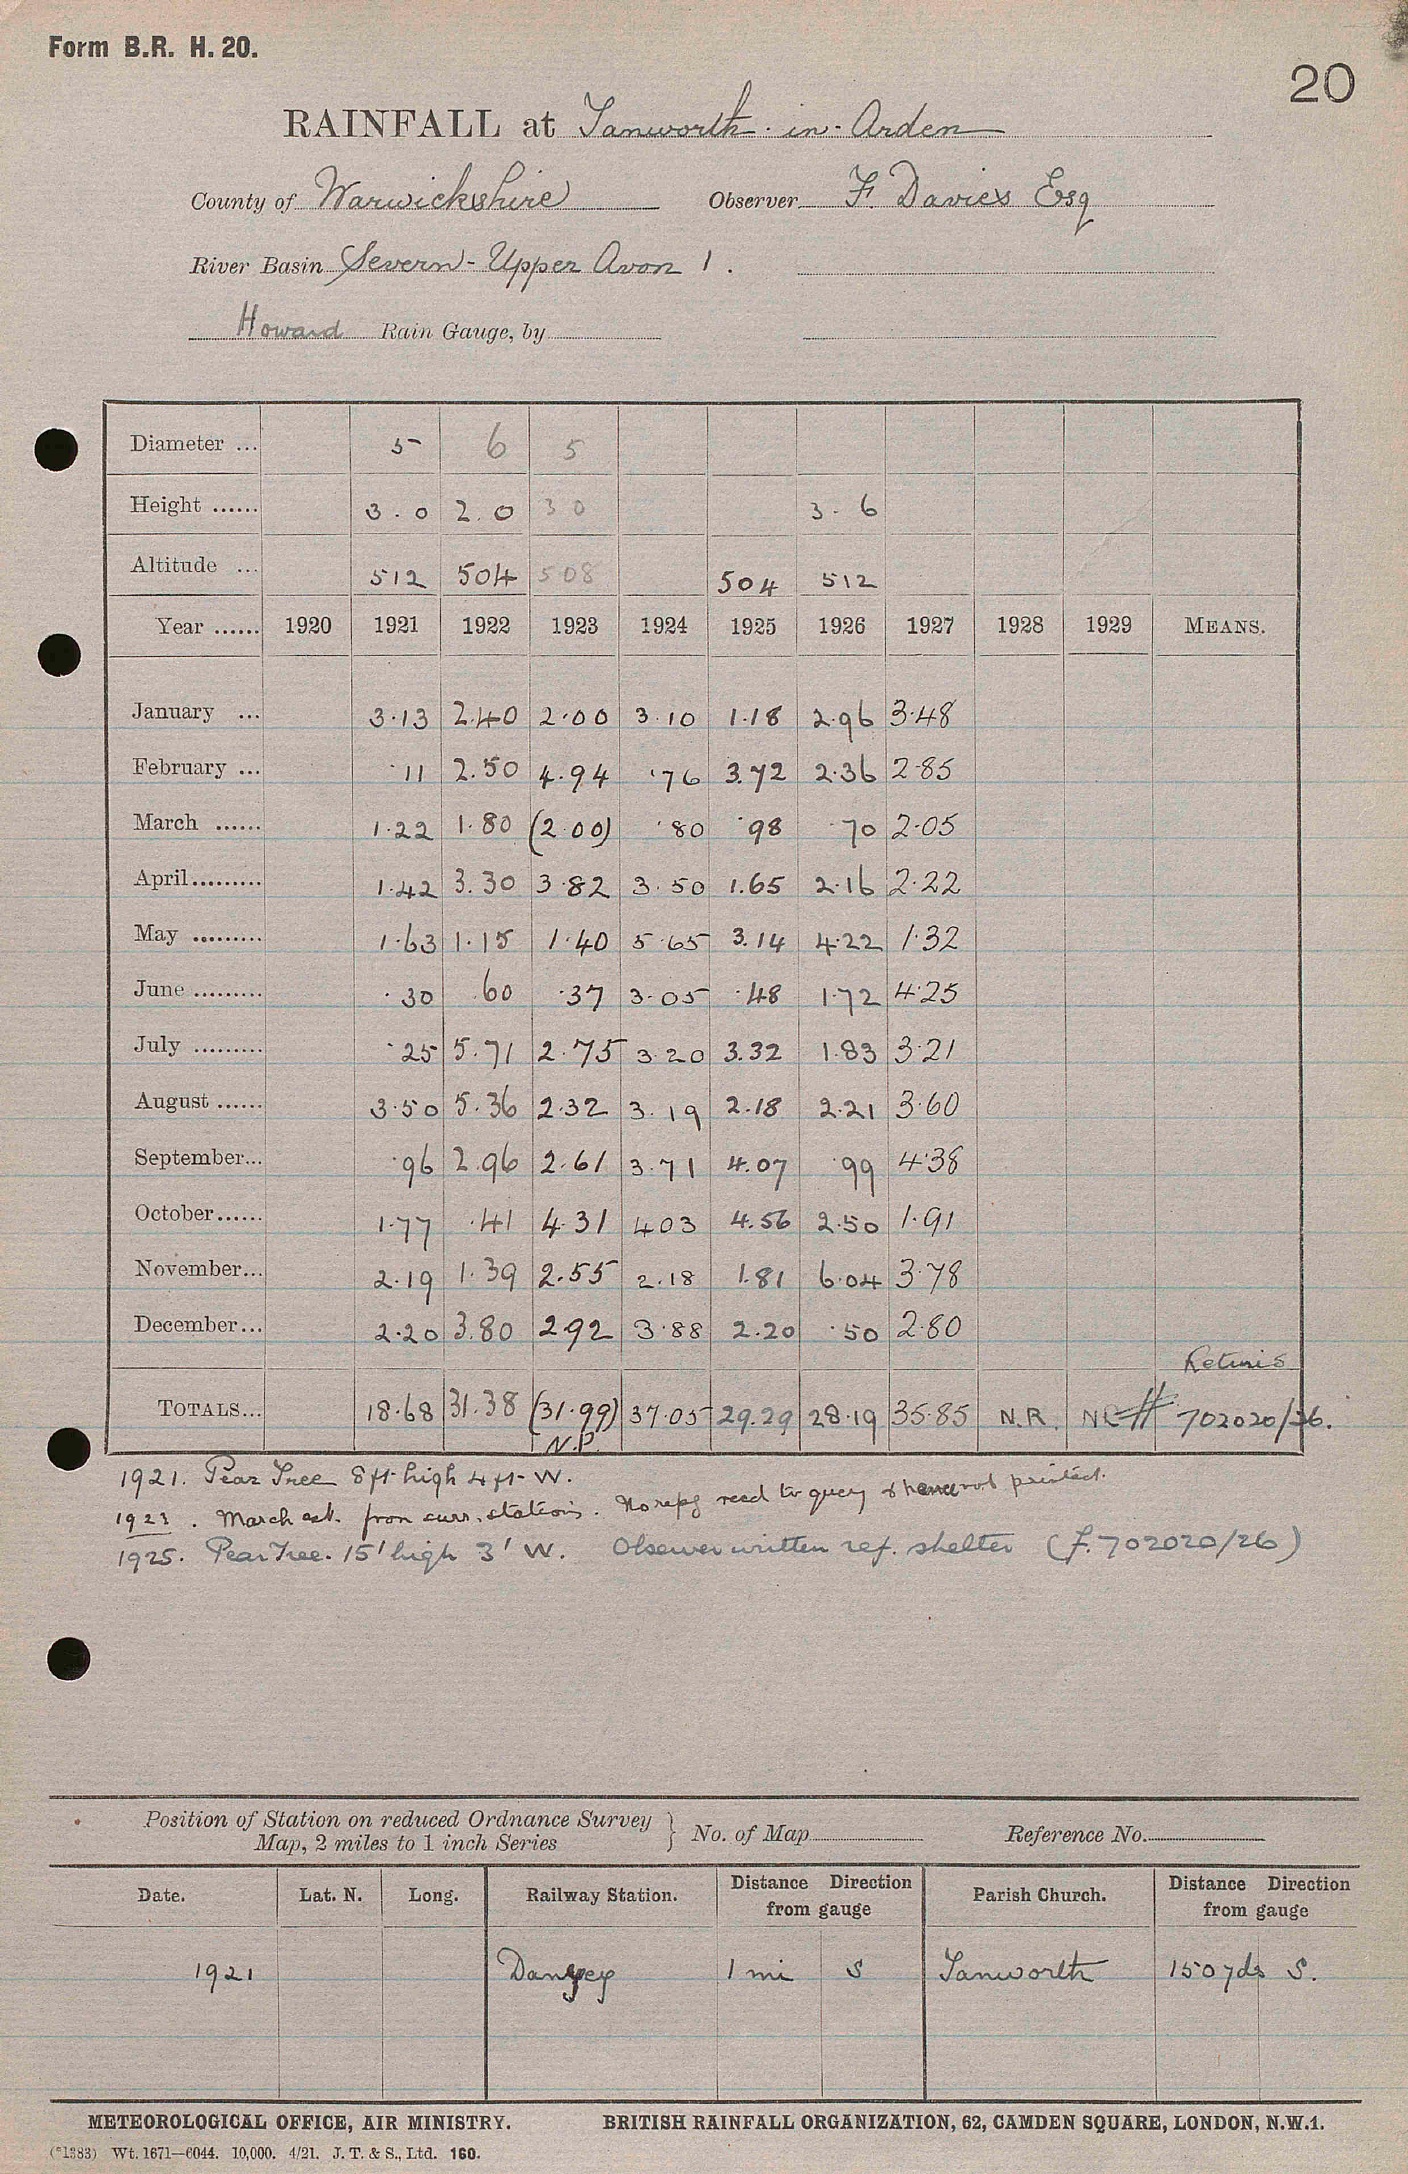 Form B.R. H. 20.
20
RAINFALL at Tanworth-in-Arden
County of Warwickshire Observer F. Davies Esq
River Basin Severn - Upper Avon 1.
Howard Rain Gauge, by
Diameter ... 5 6 5
Height ...... 3.0 2.0 3 0 3.6
Altitude ... 512 504 508 504 512
Year ...... 1920 1921 1922 1923 1924 1925 1926 1927 1928 1929 MEANS.
January ... 3.13 2.40 2.00 3.10 1.18 2.96 3.48
February ... .11 2.50 4.94 .76 3.72 2.36 2.85
March ...... 1.22 1.80 (2.00) .80 .98 .70 2.05
April......... 1.42 3.30 3.82 3.50 1.65 2.16 2.22
May ......... 1.63 1.15 1.40 5.65 3.14 4.22 1.32
June ......... .30 .60 .37 3.05 .48 1.72 4.25
July ......... .25 5.71 2.75 3.20 3.32 1.83 3.21
August ...... 3.50 5.36 2.32 3.19 2.18 2.21 3.60
September... .96 2.96 2.61 3.71 4.07 .99 4.38
October...... 1.77 .41 4.31 4.03 4.56 2.50 1.91
November... 2.19 1.39 2.55 2.18 1.81 6.04 3.78
December... 2.20 3.80 2.92 3.88 2.20 .50 2.80
Returns
TOTALS... 18.68 31.38 (31.99) 37.05 29.29 28.19 35.85 N.R. NR # 702020/26.
N.P.
1921. Pear Tree 8 ft high 4 ft W.
1923. March est. from surr. stations. No reply recd to query & hence not printed.
1925. Pear Tree. 15' high 3' W. Observer written ref. shelter (f. 702020/26)
Position of Station on reduced Ordnance Survey
Map, 2 miles to 1 inch Series } No. of Map Reference No.
Date. Lat. N. Long. Railway Station. Distance Direction from gauge Parish Church. Distance Direction from gauge
1921 Danzey 1 mi S Tanworth 150 yds S.
METEOROLOGICAL OFFICE, AIR MINISTRY. BRITISH RAINFALL ORGANIZATION, 62, CAMDEN SQUARE, LONDON, N.W.1.
(*1383) Wt. 1671—6044. 10,000. 4/21. J. T. & S., Ltd. 160.